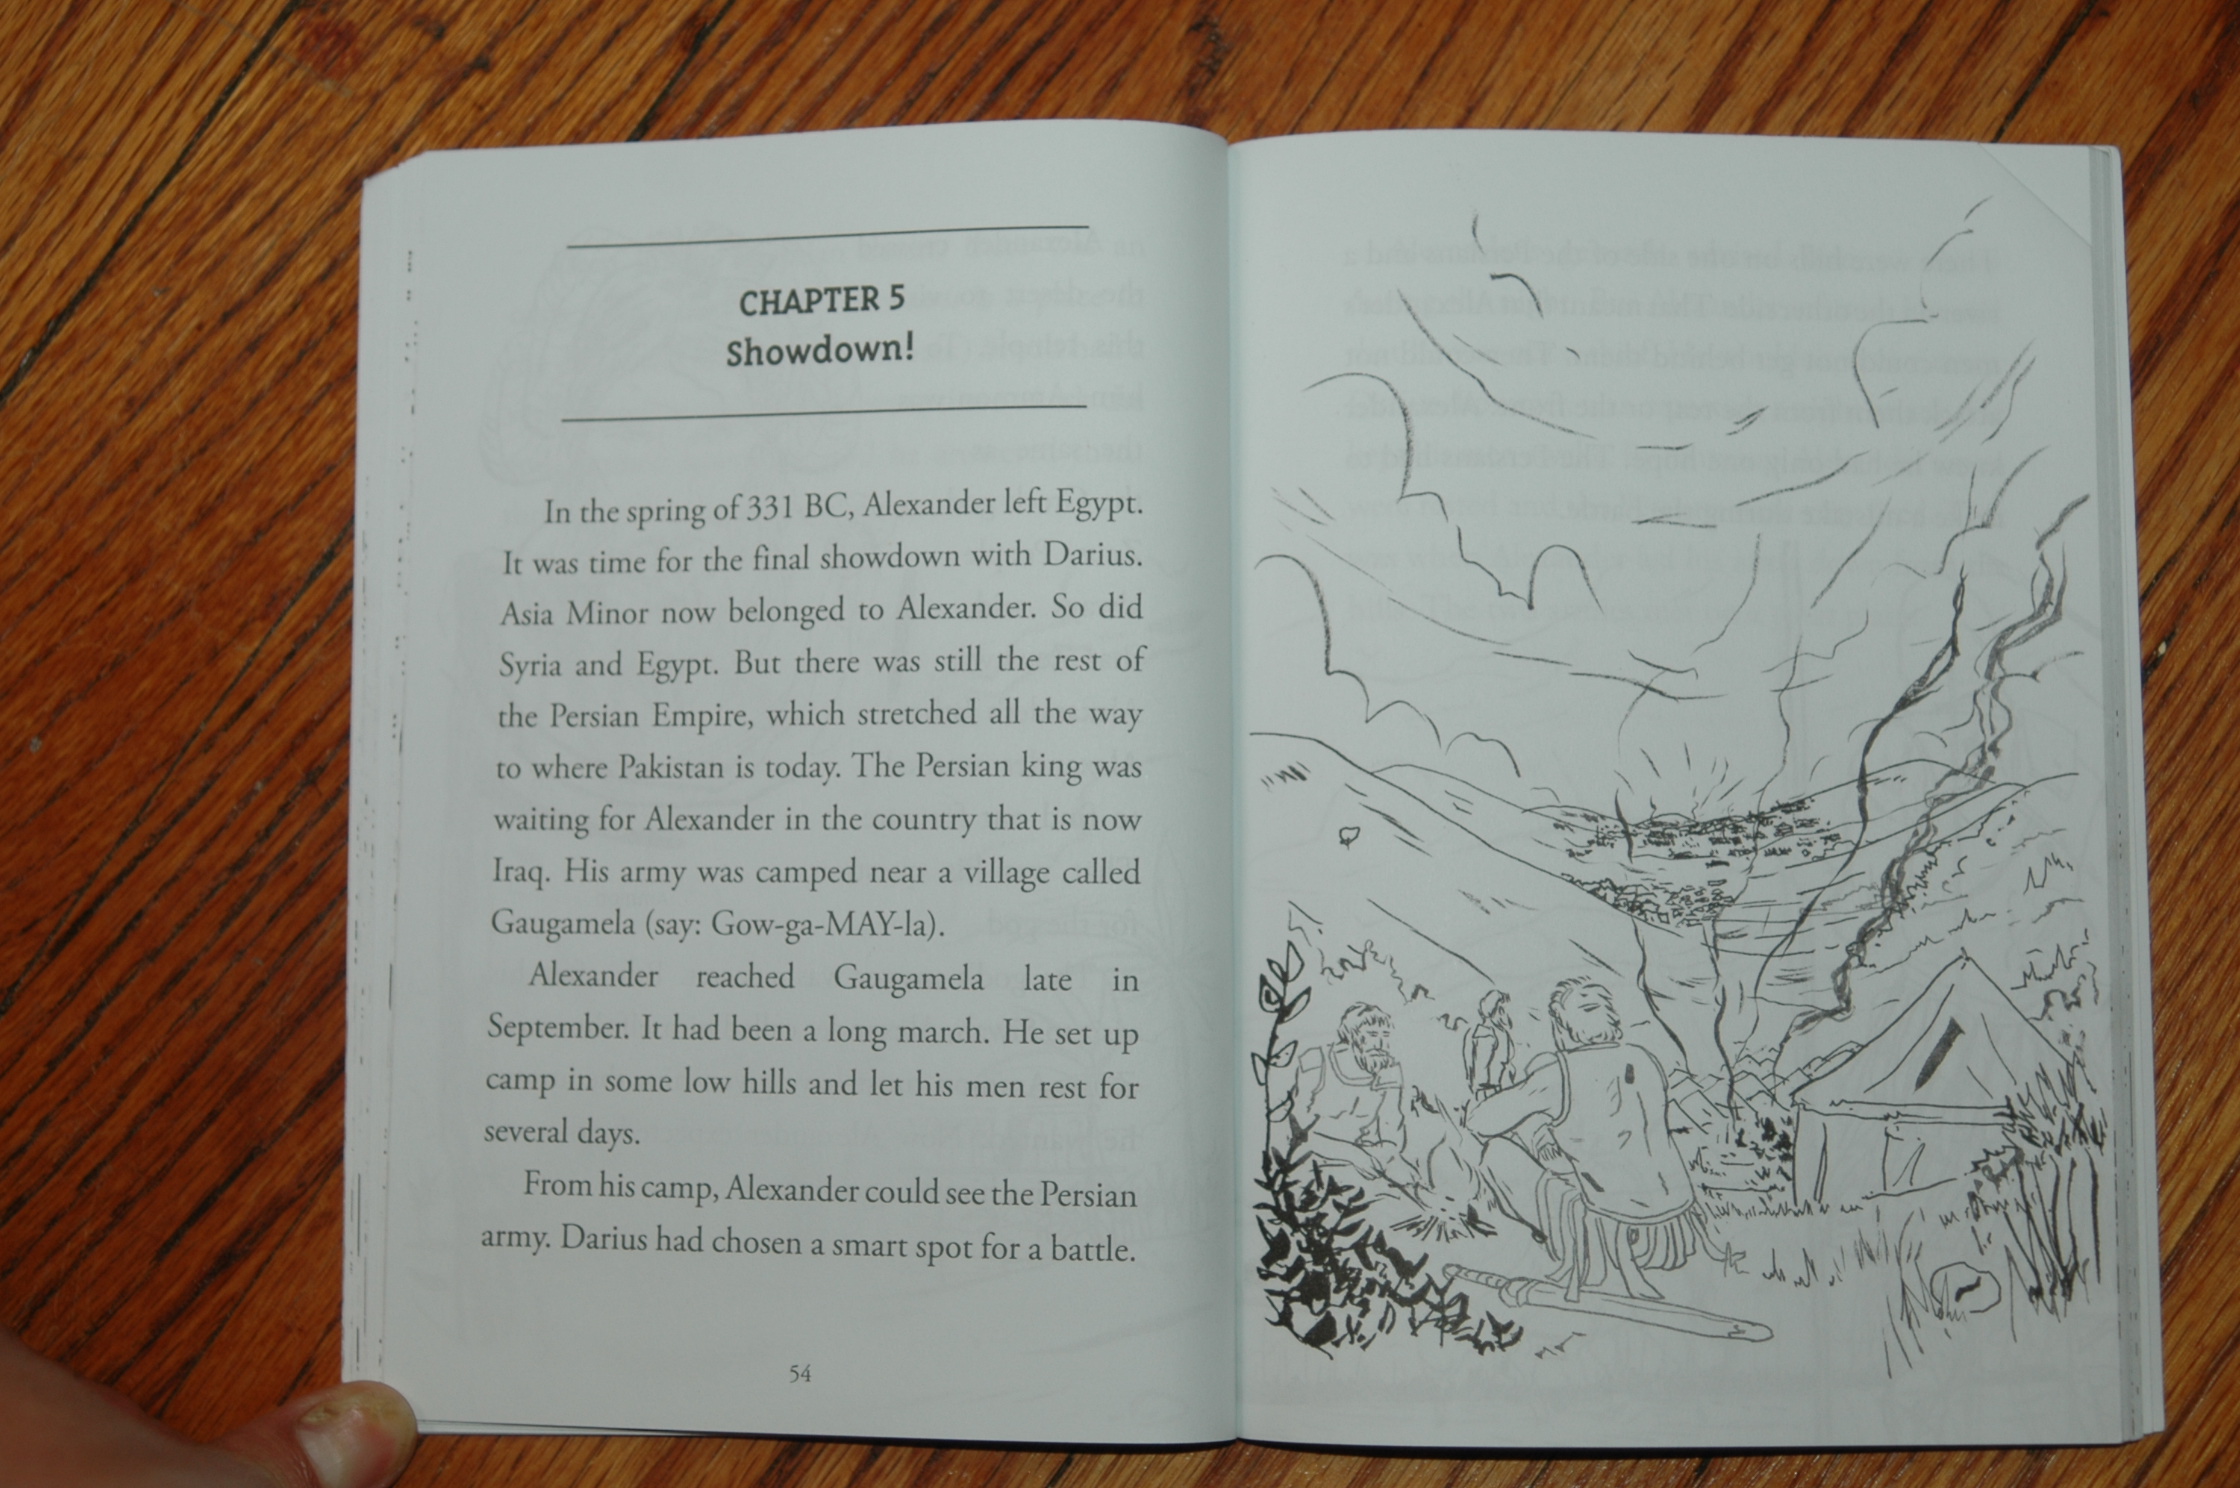 CHAPTER 5
Showdown!
In the spring of 331 BC, Alexander left Egypt.
It was time for the final showdown with Darius.
Asia Minor now belonged to Alexander. So did
Syria and Egypt. But there was still the rest of
the Persian Empire, which stretched all the way
to where Pakistan is today. The Persian king was
waiting for Alexander in the country that is now
Iraq. His army was camped near a village called
Gaugamela (say: Gow-ga-MAY-la).
Alexander reached Gaugamela late in
September. It had been a long march. He set up
camp in some low hills and let his men rest for
several days.
From his camp, Alexander could see the Persian
army. Darius had chosen a smart spot for a battle.
54